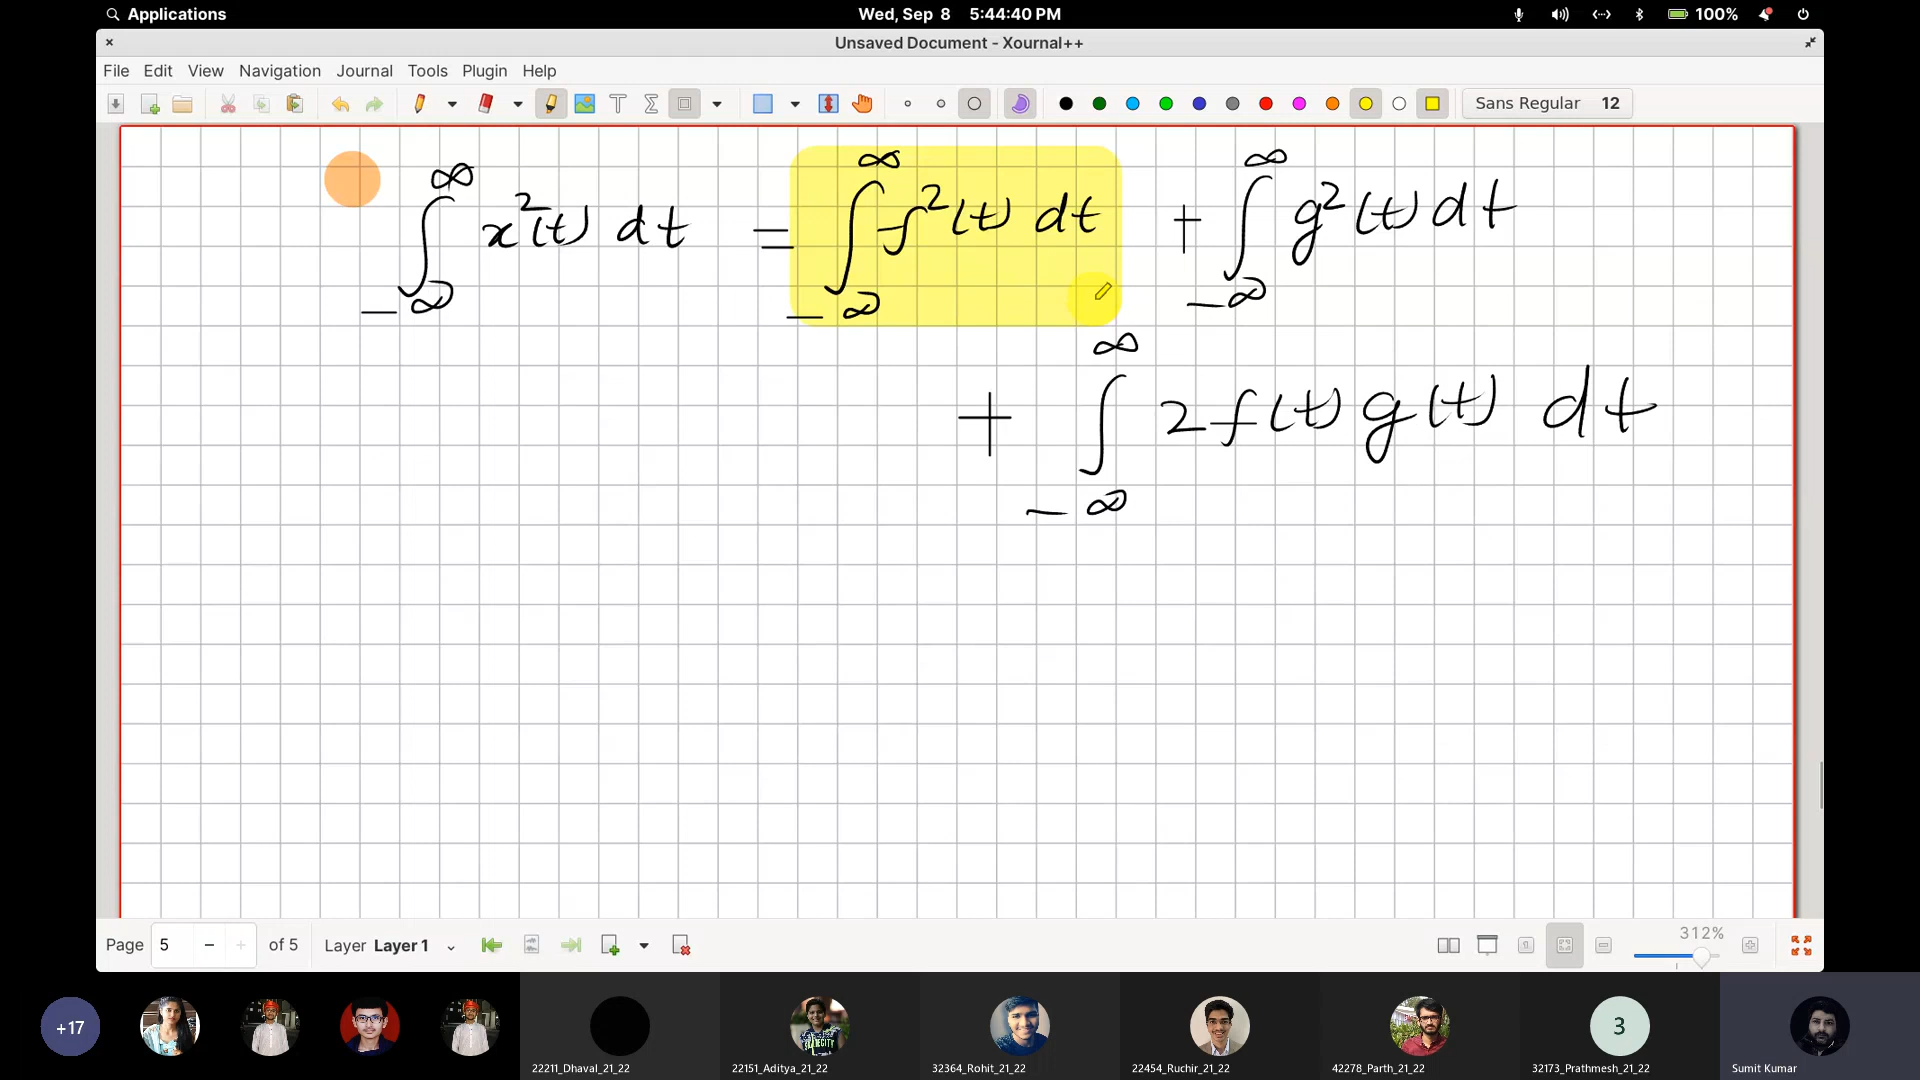 Applications
Wed, Sep 8 5:44:40 PM
100%
Unsaved Document - Xournal++
File Edit View Navigation Journal Tools Plugin Help
Sans Regular 12
∫_{-∞}^{∞} x²(t) dt = ∫_{-∞}^{∞} f²(t) dt + ∫_{-∞}^{∞} g²(t) dt
+ ∫_{-∞}^{∞} 2 f(t) g(t) dt
Page 5 of 5 Layer Layer 1
312%
+17
3
22211_Dhaval_21_22
22151_Aditya_21_22
32364_Rohit_21_22
22454_Ruchir_21_22
42278_Parth_21_22
32173_Prathmesh_21_22
Sumit Kumar